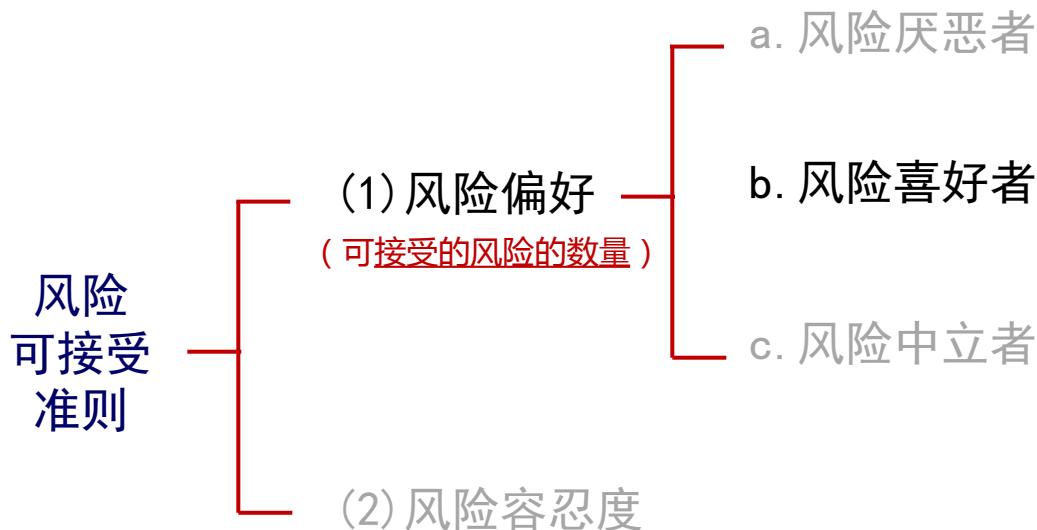 风险
可接受
准则
(1)风险偏好
（可接受的风险的数量）
a.风险厌恶者
b.风险喜好者
c.风险中立者
(2)风险容忍度